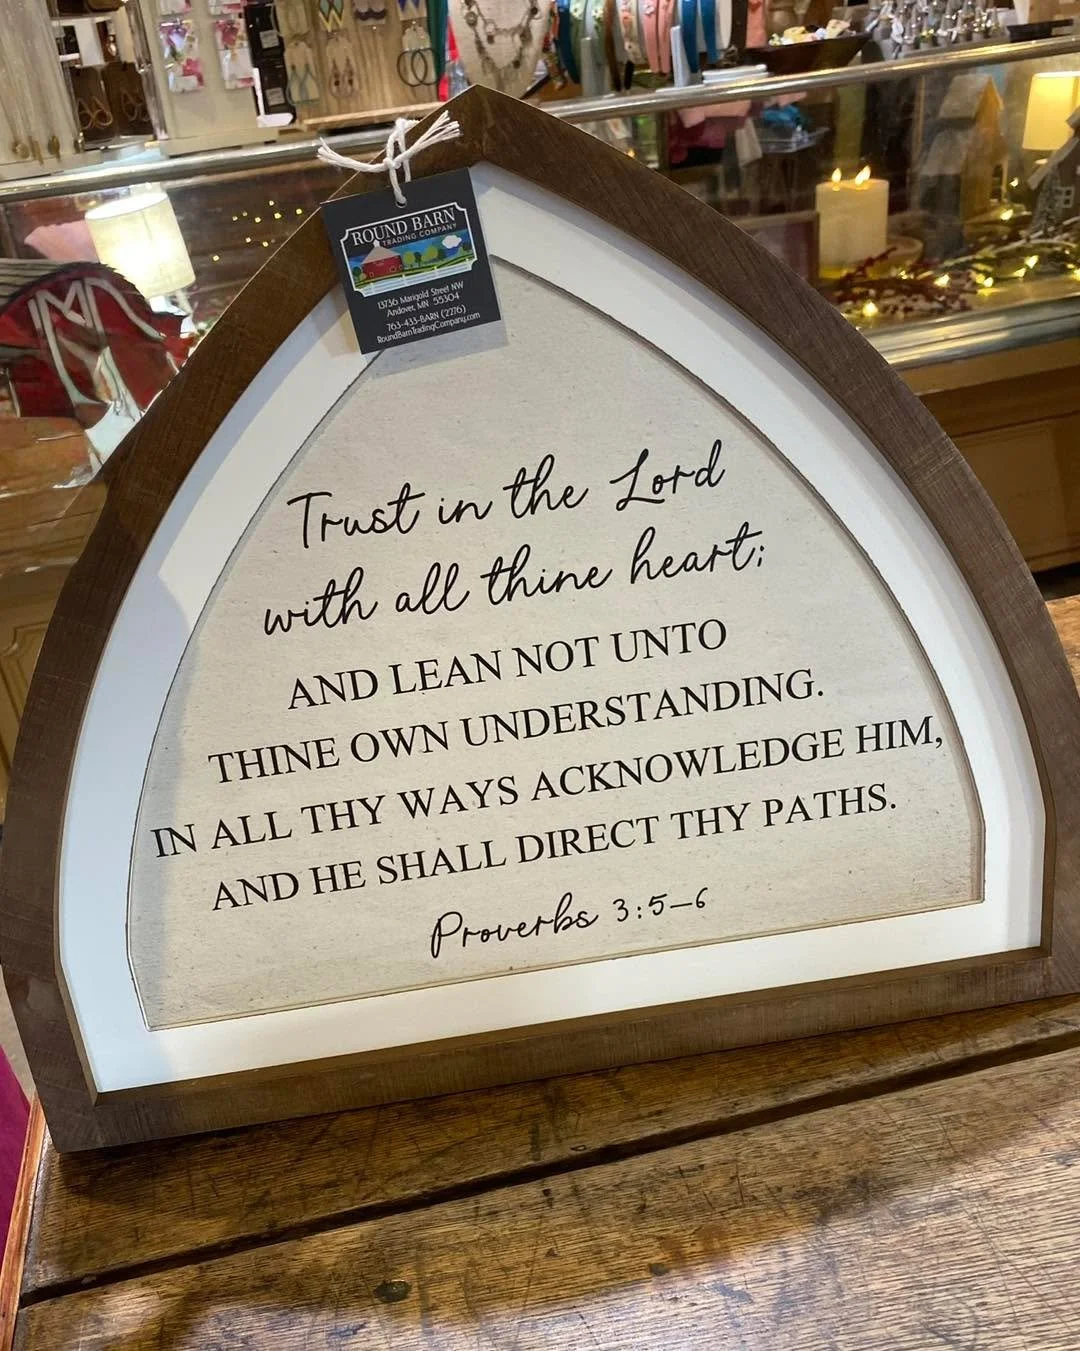 ROUND BARN
TRADING COMPANY
13736 Marigold Street NW
Andover, MN 55304
763-433-BARN (2276)
RoundBarnTradingCompany.com
Trust in the Lord
with all thine heart;
AND LEAN NOT UNTO
THINE OWN UNDERSTANDING.
IN ALL THY WAYS ACKNOWLEDGE HIM,
AND HE SHALL DIRECT THY PATHS.
Proverbs 3:5–6